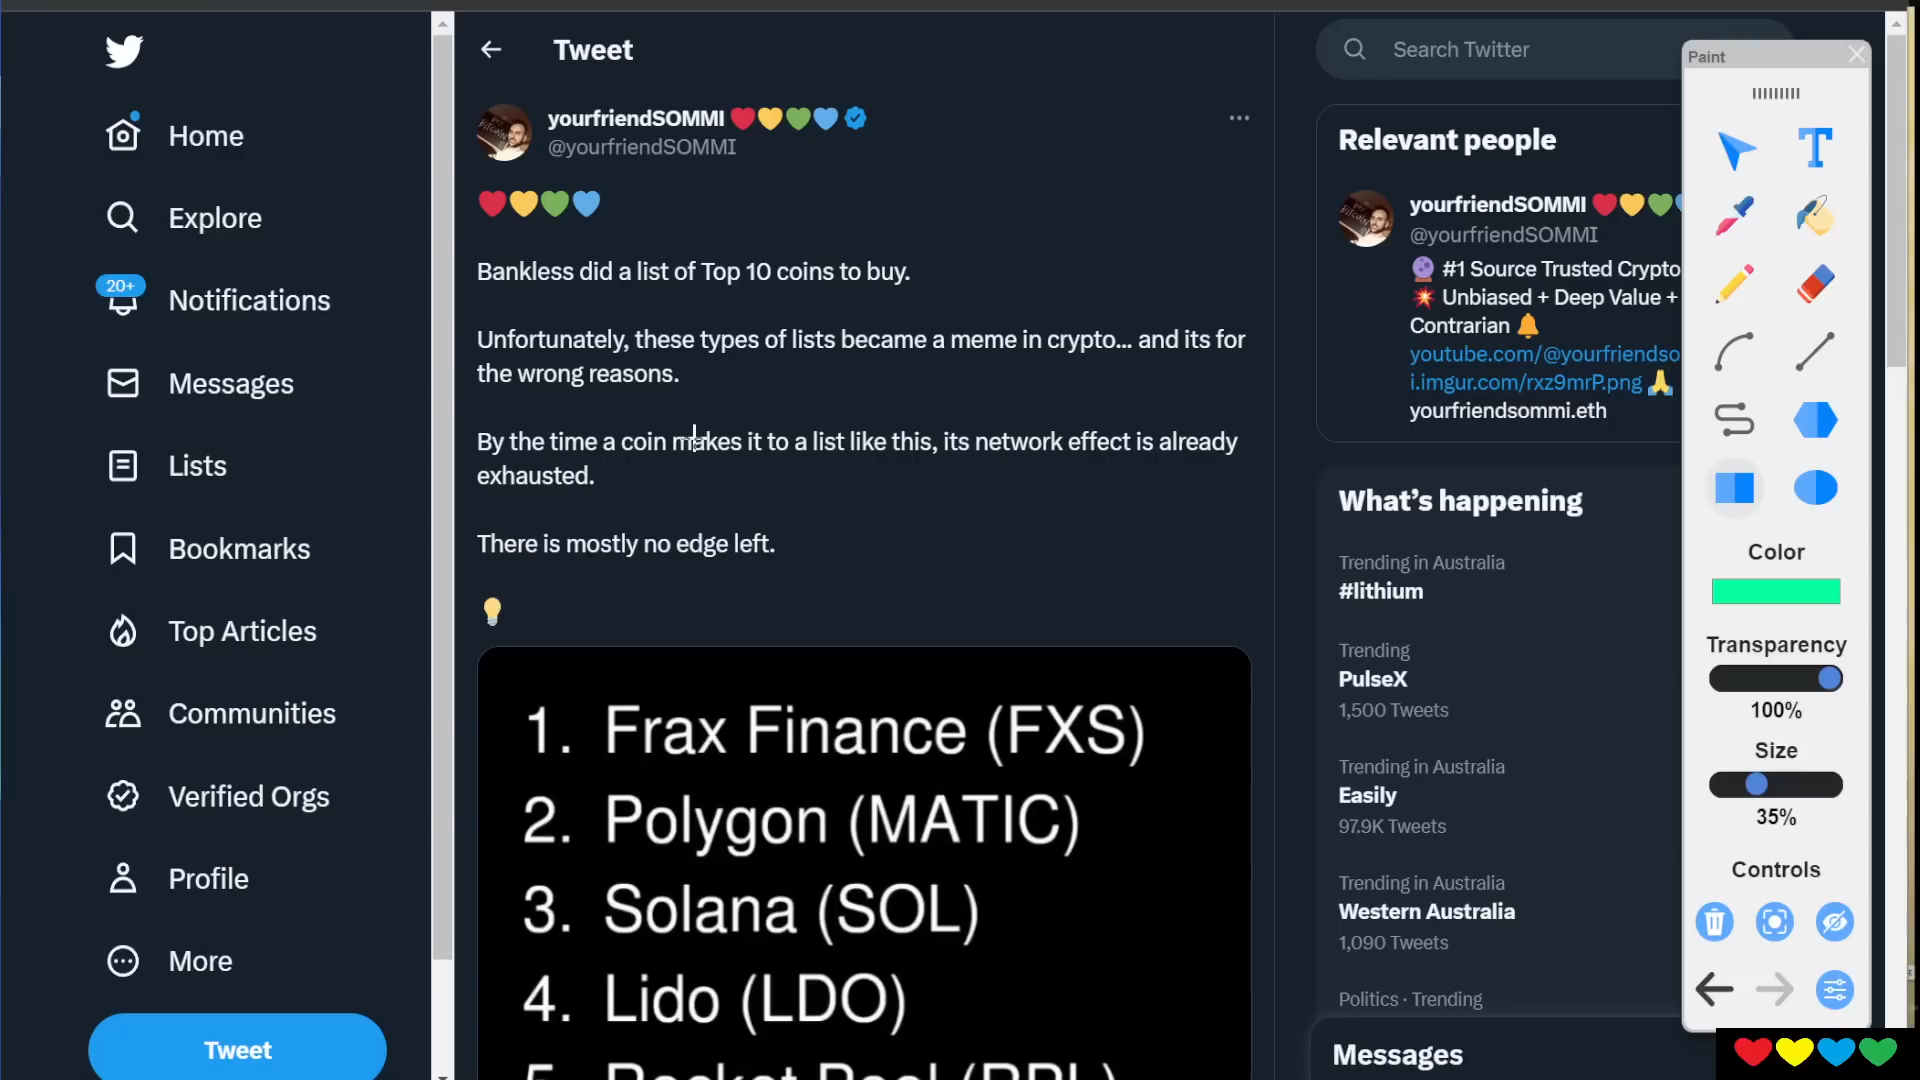 Home
Explore
20+
Notifications
Messages
Lists
Bookmarks
Top Articles
Communities
Verified Orgs
Profile
More
Tweet
Tweet
yourfriendSOMMI
@yourfriendSOMMI
Bankless did a list of Top 10 coins to buy.
Unfortunately, these types of lists became a meme in crypto... and its for
the wrong reasons.
By the time a coin makes it to a list like this, its network effect is already
exhausted.
There is mostly no edge left.
1. Frax Finance (FXS)
2. Polygon (MATIC)
3. Solana (SOL)
4. Lido (LDO)
5. Rocket Pool (RPL)
Search Twitter
Relevant people
yourfriendSOMMI
@yourfriendSOMMI
#1 Source Trusted Crypto
Unbiased + Deep Value +
Contrarian
youtube.com/@yourfriendso
i.imgur.com/rxz9mrP.png
yourfriendsommi.eth
What's happening
Trending in Australia
#lithium
Trending
PulseX
1,500 Tweets
Trending in Australia
Easily
97.9K Tweets
Trending in Australia
Western Australia
1,090 Tweets
Politics · Trending
Messages
Paint
T
Color
Transparency
100%
Size
35%
Controls